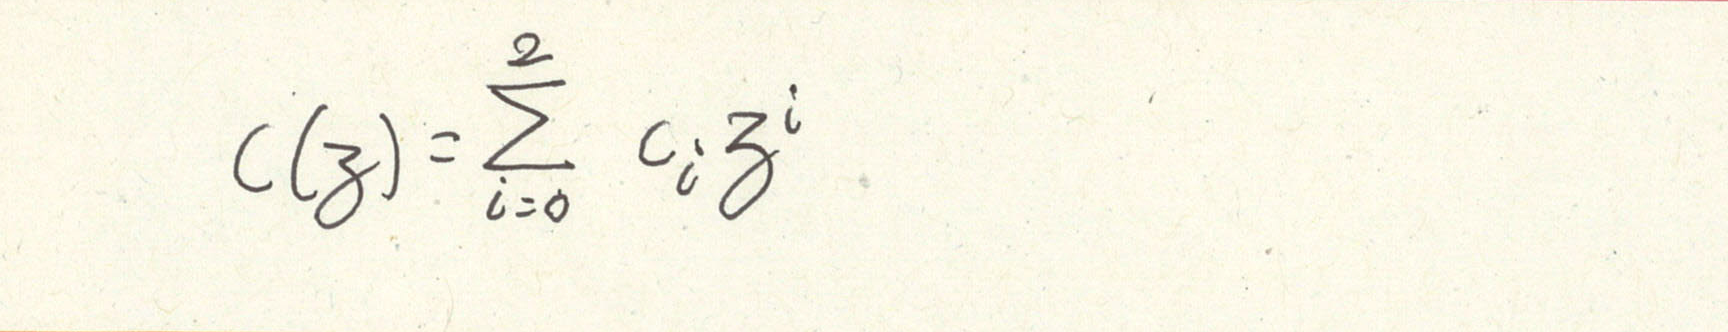 $c(z) = \sum_{i=0}^{2} c_i z^i$